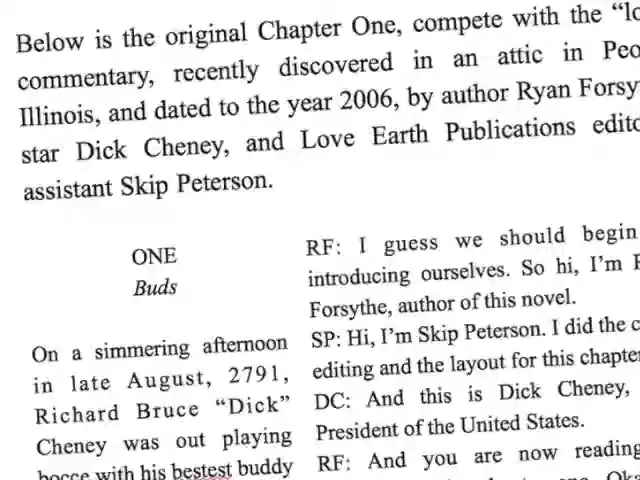 Below is the original Chapter One, compete with the "lo
commentary, recently discovered in an attic in Peo
Illinois, and dated to the year 2006, by author Ryan Forsy
star Dick Cheney, and Love Earth Publications edito
assistant Skip Peterson.
ONE
Buds
On a simmering afternoon
in late August, 2791,
Richard Bruce "Dick"
Cheney was out playing
bocce with his bestest buddy
RF: I guess we should begin
introducing ourselves. So hi, I'm
Forsythe, author of this novel.
SP: Hi, I'm Skip Peterson. I did the c
editing and the layout for this chapter
DC: And this is Dick Cheney,
President of the United States.
RF: And you are now reading